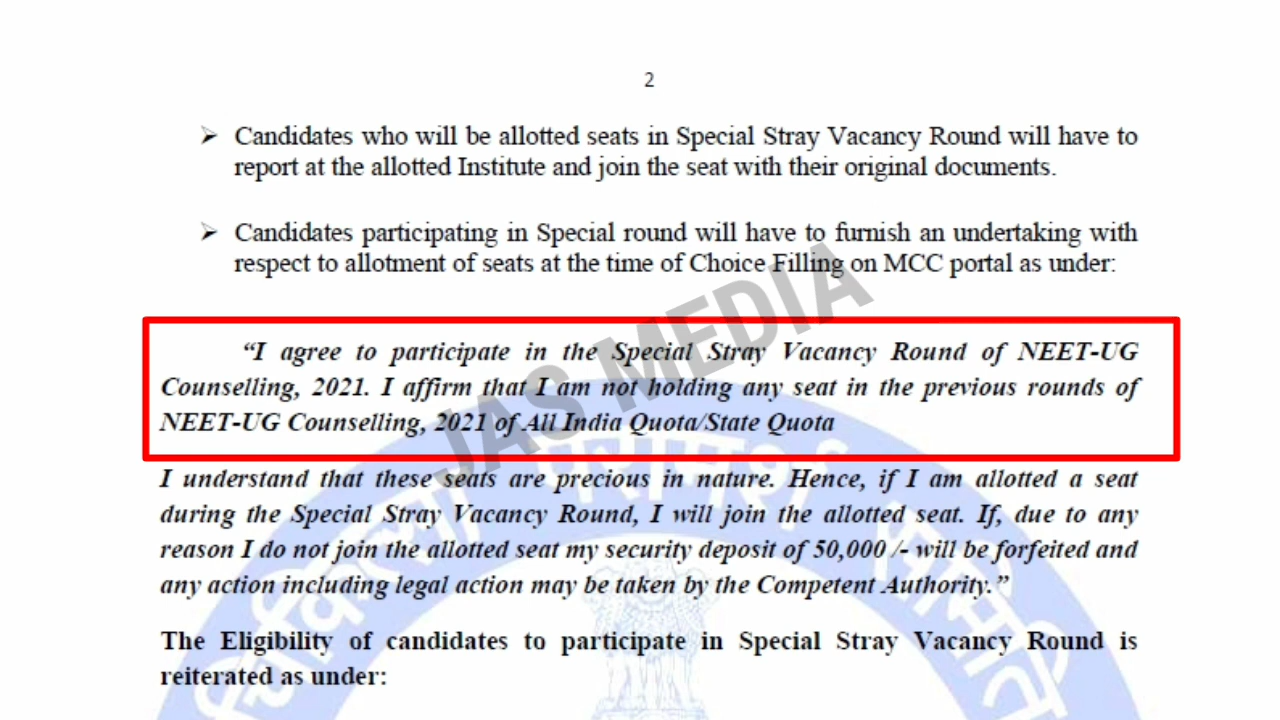 2
➢ Candidates who will be allotted seats in Special Stray Vacancy Round will have to
report at the allotted Institute and join the seat with their original documents.
➢ Candidates participating in Special round will have to furnish an undertaking with
respect to allotment of seats at the time of Choice Filling on MCC portal as under:
“I agree to participate in the Special Stray Vacancy Round of NEET-UG
Counselling, 2021. I affirm that I am not holding any seat in the previous rounds of
NEET-UG Counselling, 2021 of All India Quota/State Quota
I understand that these seats are precious in nature. Hence, if I am allotted a seat
during the Special Stray Vacancy Round, I will join the allotted seat. If, due to any
reason I do not join the allotted seat my security deposit of 50,000 /- will be forfeited and
any action including legal action may be taken by the Competent Authority.”
The Eligibility of candidates to participate in Special Stray Vacancy Round is
reiterated as under:
JAS MEDIA
चिकित्सा परामर्श समिति